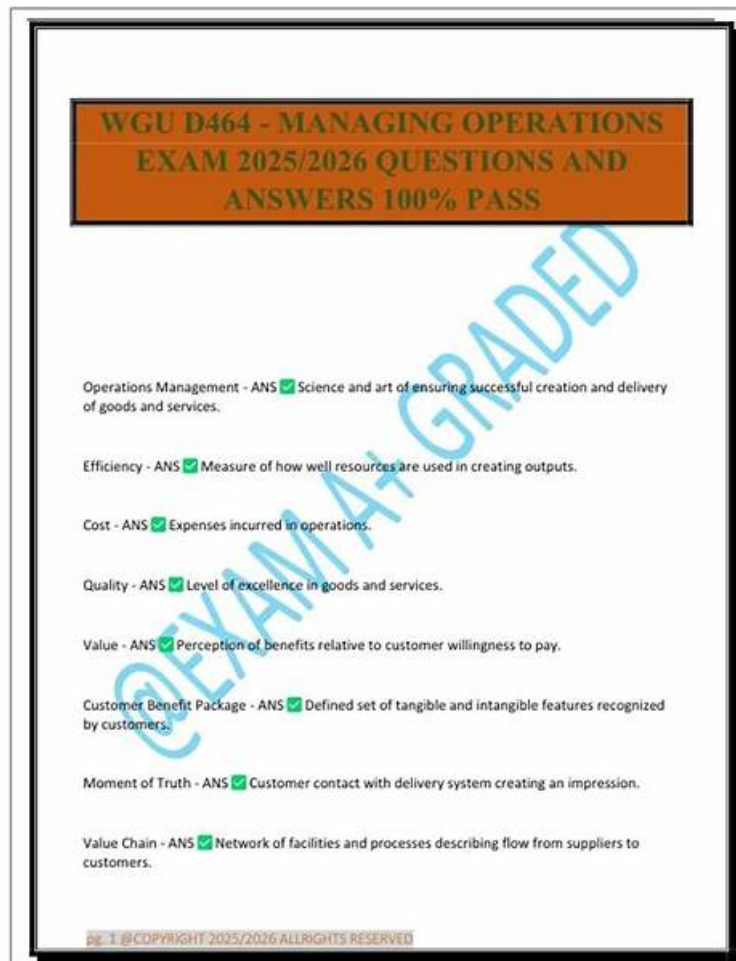 WGU D464 - MANAGING OPERATIONS
EXAM 2025/2026 QUESTIONS AND
ANSWERS 100% PASS
Operations Management - ANS ✅ Science and art of ensuring successful creation and delivery
of goods and services.
Efficiency - ANS ✅ Measure of how well resources are used in creating outputs.
Cost - ANS ✅ Expenses incurred in operations.
Quality - ANS ✅ Level of excellence in goods and services.
Value - ANS ✅ Perception of benefits relative to customer willingness to pay.
Customer Benefit Package - ANS ✅ Defined set of tangible and intangible features recognized
by customers.
Moment of Truth - ANS ✅ Customer contact with delivery system creating an impression.
Value Chain - ANS ✅ Network of facilities and processes describing flow from suppliers to
customers.
@EXAM A+ GRADED
pg. 1 @COPYRIGHT 2025/2026 ALLRIGHTS RESERVED